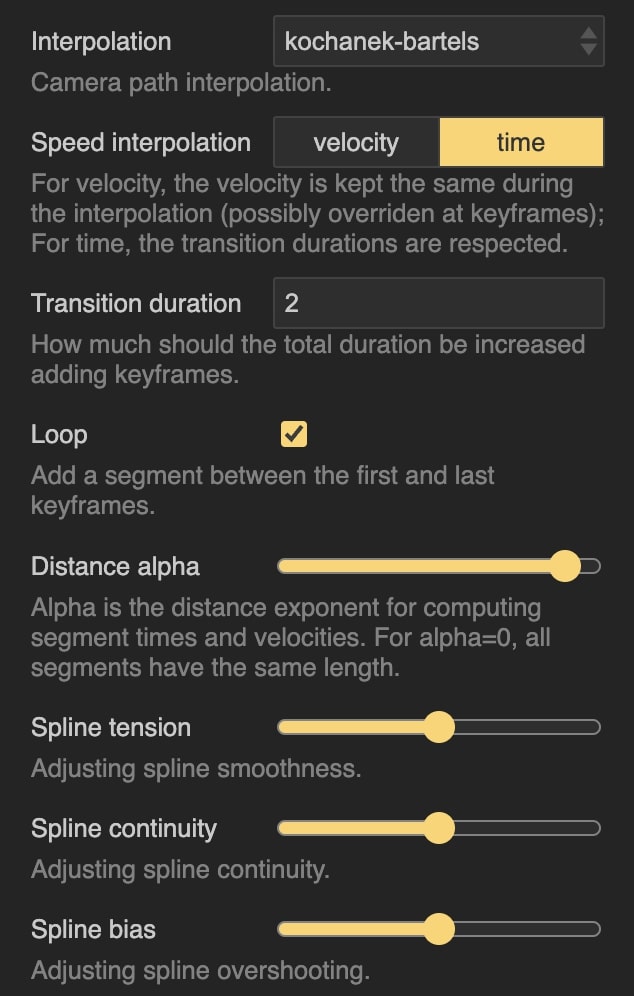 Interpolation kochanek-bartels
Camera path interpolation.
Speed interpolation velocity time
For velocity, the velocity is kept the same during
the interpolation (possibly overriden at keyframes);
For time, the transition durations are respected.
Transition duration 2
How much should the total duration be increased
adding keyframes.
Loop
Add a segment between the first and last
keyframes.
Distance alpha
Alpha is the distance exponent for computing
segment times and velocities. For alpha=0, all
segments have the same length.
Spline tension
Adjusting spline smoothness.
Spline continuity
Adjusting spline continuity.
Spline bias
Adjusting spline overshooting.